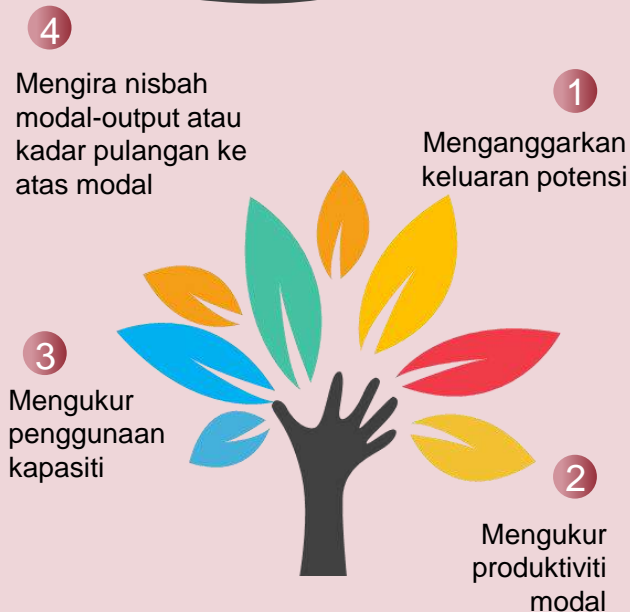 4
Mengira nisbah
modal-output atau
kadar pulangan ke
atas modal
1
Menganggarkan
keluaran potensi
3
Mengukur
penggunaan
kapasiti
2
Mengukur
produktiviti
modal